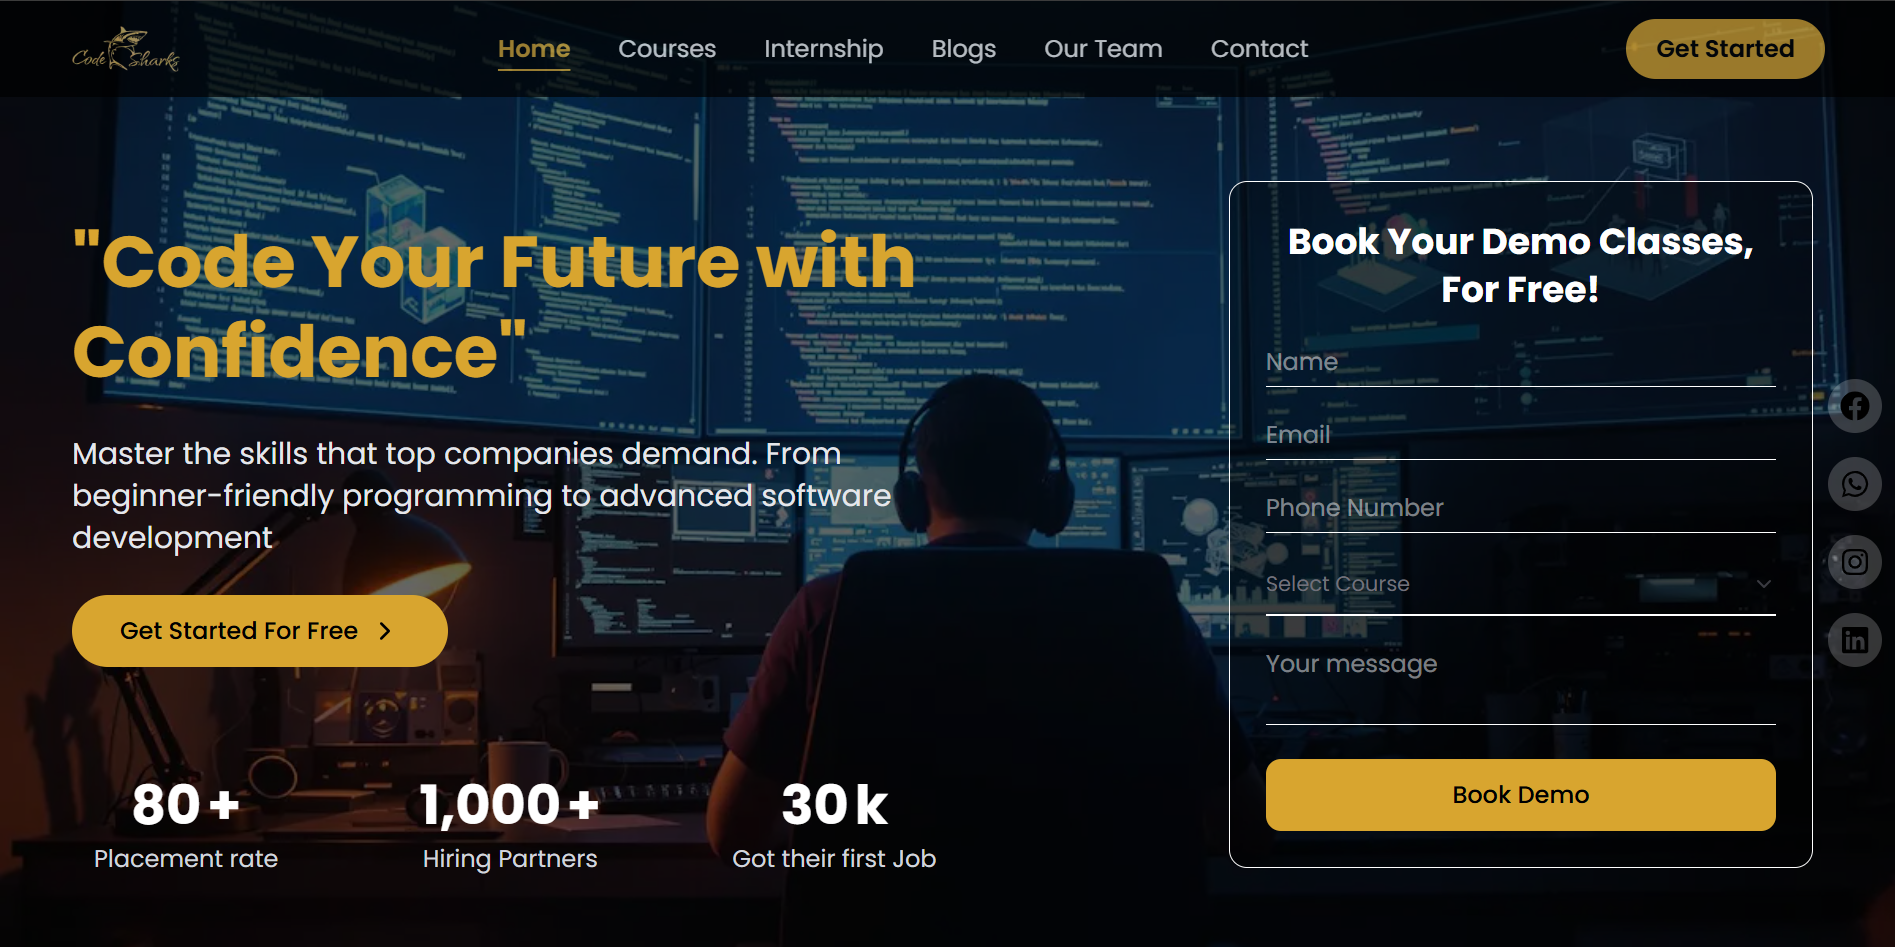 Code Sharks
Home
Courses
Internship
Blogs
Our Team
Contact
Get Started
"Code Your Future with
Confidence"
Master the skills that top companies demand. From
beginner-friendly programming to advanced software
development
Get Started For Free
80+
Placement rate
1,000+
Hiring Partners
30k
Got their first Job
Book Your Demo Classes,
For Free!
Name
Email
Phone Number
Select Course
Your message
Book Demo